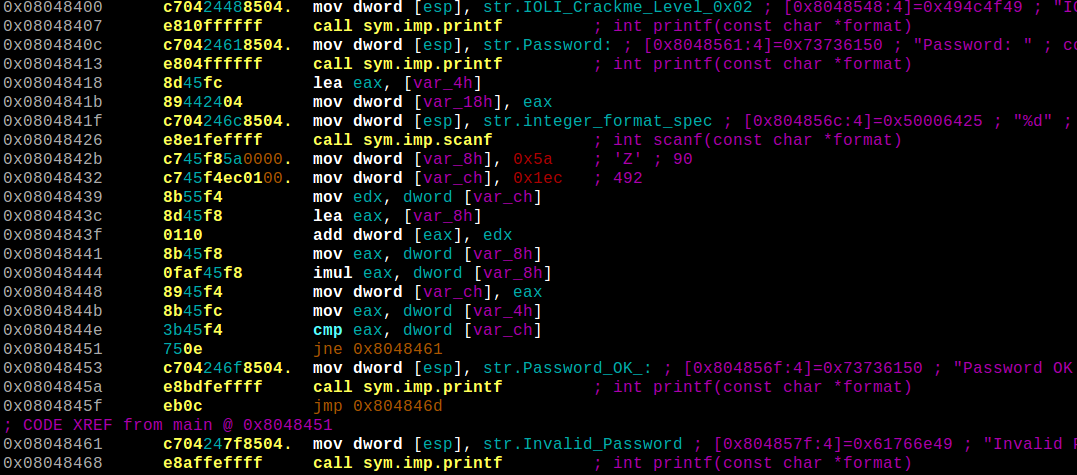 0x08048400 c70424488504. mov dword [esp], str.IOLI_Crackme_Level_0x02 ; [0x8048548:4]=0x494c4f49 ; "IO
0x08048407 e810ffffff call sym.imp.printf ; int printf(const char *format)
0x0804840c c70424618504. mov dword [esp], str.Password: ; [0x8048561:4]=0x73736150 ; "Password: " ; co
0x08048413 e804ffffff call sym.imp.printf ; int printf(const char *format)
0x08048418 8d45fc lea eax, [var_4h]
0x0804841b 89442404 mov dword [var_18h], eax
0x0804841f c704246c8504. mov dword [esp], str.integer_format_spec ; [0x804856c:4]=0x50006425 ; "%d" ;
0x08048426 e8e1feffff call sym.imp.scanf ; int scanf(const char *format)
0x0804842b c745f85a0000. mov dword [var_8h], 0x5a ; 'Z' ; 90
0x08048432 c745f4ec0100. mov dword [var_ch], 0x1ec ; 492
0x08048439 8b55f4 mov edx, dword [var_ch]
0x0804843c 8d45f8 lea eax, [var_8h]
0x0804843f 0110 add dword [eax], edx
0x08048441 8b45f8 mov eax, dword [var_8h]
0x08048444 0faf45f8 imul eax, dword [var_8h]
0x08048448 8945f4 mov dword [var_ch], eax
0x0804844b 8b45fc mov eax, dword [var_4h]
0x0804844e 3b45f4 cmp eax, dword [var_ch]
0x08048451 750e jne 0x8048461
0x08048453 c704246f8504. mov dword [esp], str.Password_OK_: ; [0x804856f:4]=0x73736150 ; "Password OK
0x0804845a e8bdfeffff call sym.imp.printf ; int printf(const char *format)
0x0804845f eb0c jmp 0x804846d
; CODE XREF from main @ 0x8048451
0x08048461 c704247f8504. mov dword [esp], str.Invalid_Password ; [0x804857f:4]=0x61766e49 ; "Invalid P
0x08048468 e8affeffff call sym.imp.printf ; int printf(const char *format)